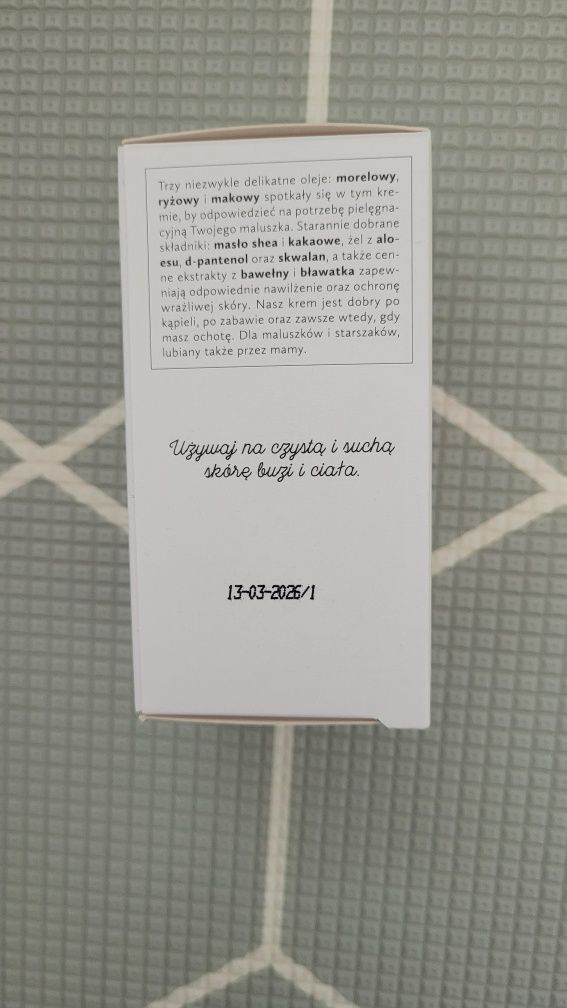 Trzy niezwykle delikatne oleje: morelowy,
ryżowy i makowy spotkały się w tym kre-
mie, by odpowiedzieć na potrzebę pielęgna-
cyjną Twojego maluszka. Starannie dobrane
składniki: masło shea i kakaowe, żel z alo-
esu, d-pantenol oraz skwalan, a także cen-
ne ekstrakty z bawełny i bławatka zapew-
niają odpowiednie nawilżenie oraz ochronę
wrażliwej skóry. Nasz krem jest dobry po
kąpieli, po zabawie oraz zawsze wtedy, gdy
masz ochotę. Dla maluszków i starszaków,
lubiany także przez mamy.
Używaj na czystą i suchą
skórę buzi i ciała.
13-03-2026/1